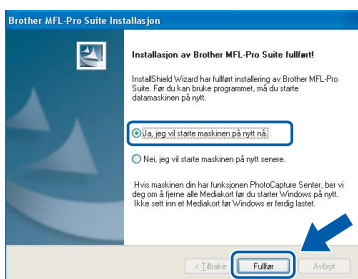 Brother MFL-Pro Suite Installasjon
Installasjon av Brother MFL-Pro Suite fullført!
InstallShield Wizard har fullført installering av Brother MFL-Pro
Suite. Før du kan bruke programmet, må du starte
datamaskinen på nytt.
Ja, jeg vil starte maskinen på nytt nå.
Nei, jeg vil starte maskinen på nytt senere.
Hvis maskinen din har funksjonen PhotoCapture Senter, ber vi
deg om å fjerne alle Mediakort før du starter Windows på nytt.
Ikke sett inn et Mediakort før Windows er ferdig lastet.
< Tilbake Fullfør Avbryt